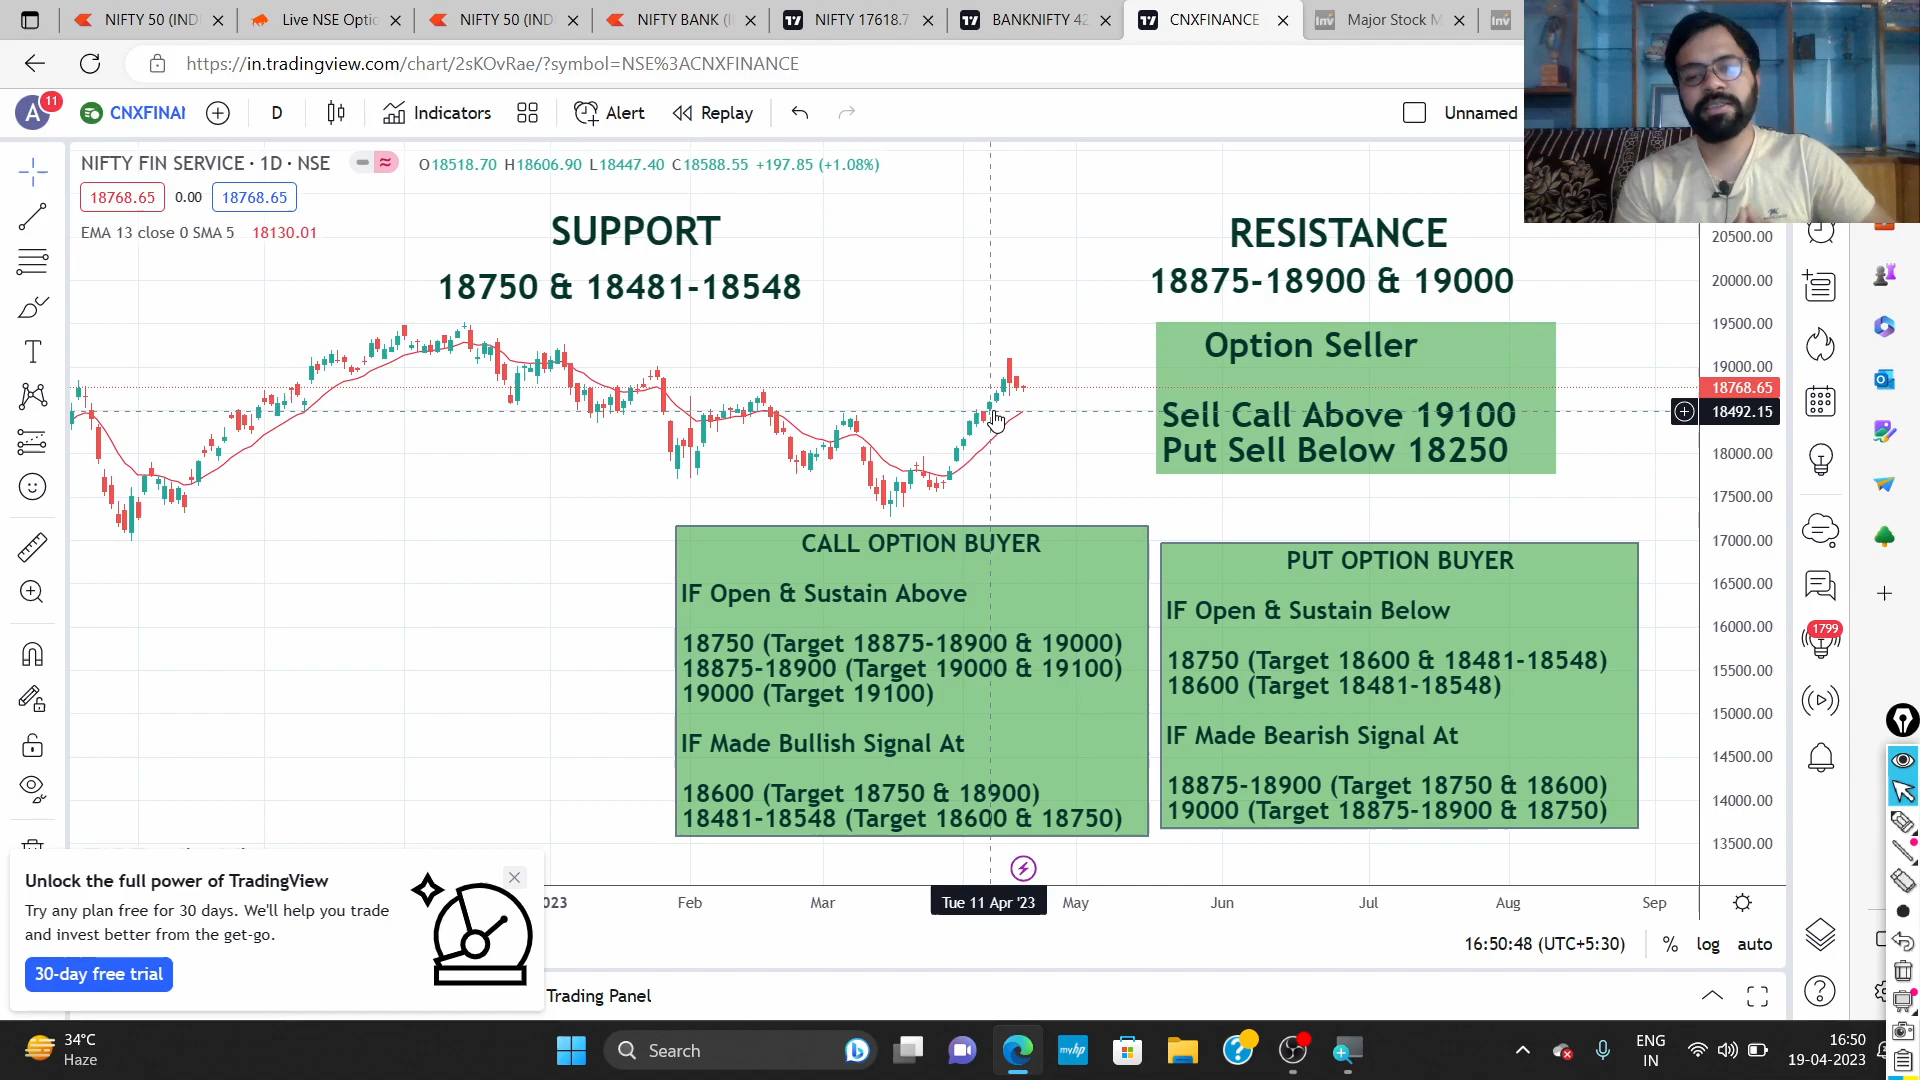 NIFTY 50 (IND
Live NSE Optio
NIFTY 50 (IND
NIFTY BANK (I
NIFTY 17618.7
BANKNIFTY 42
CNXFINANCE
Major Stock M
Inv
https://in.tradingview.com/chart/2sKOvRae/?symbol=NSE%3ACNXFINANCE
A
11
CNXFINAI
D
Indicators
Alert
Replay
Unnamed
NIFTY FIN SERVICE · 1D · NSE
O18518.70 H18606.90 L18447.40 C18588.55 +197.85 (+1.08%)
18768.65
0.00
18768.65
EMA 13 close 0 SMA 5 18130.01
SUPPORT
18750 & 18481-18548
RESISTANCE
18875-18900 & 19000
Option Seller
Sell Call Above 19100
Put Sell Below 18250
CALL OPTION BUYER
IF Open & Sustain Above
18750 (Target 18875-18900 & 19000)
18875-18900 (Target 19000 & 19100)
19000 (Target 19100)
IF Made Bullish Signal At
18600 (Target 18750 & 18900)
18481-18548 (Target 18600 & 18750)
PUT OPTION BUYER
IF Open & Sustain Below
18750 (Target 18600 & 18481-18548)
18600 (Target 18481-18548)
IF Made Bearish Signal At
18875-18900 (Target 18750 & 18600)
19000 (Target 18875-18900 & 18750)
20500.00
20000.00
19500.00
19000.00
18768.65
18492.15
18000.00
17500.00
17000.00
16500.00
16000.00
15500.00
15000.00
14500.00
14000.00
13500.00
1799
Unlock the full power of TradingView
Try any plan free for 30 days. We'll help you trade
and invest better from the get-go.
30-day free trial
2023
Feb
Mar
Tue 11 Apr '23
May
Jun
Jul
Aug
Sep
16:50:48 (UTC+5:30)
%
log
auto
Trading Panel
34°C
Haze
Search
myhp
ENG
IN
16:50
19-04-2023